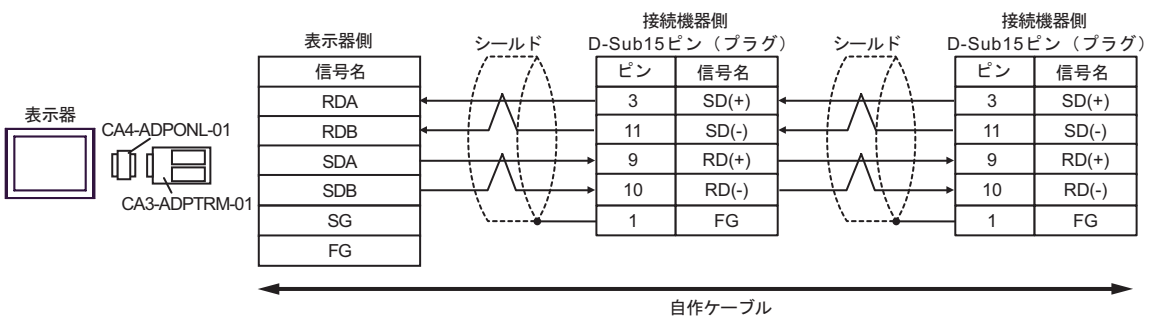 接続機器側
接続機器側
表示器側
シールド
D-Sub15ピン（プラグ）
シールド
D-Sub15ピン（プラグ）
信号名
ピン
信号名
ピン
信号名
表示器
CA4-ADPONL-01
CA3-ADPTRM-01
RDA
3
SD(+)
3
SD(+)
RDB
11
SD(-)
11
SD(-)
SDA
9
RD(+)
9
RD(+)
SDB
10
RD(-)
10
RD(-)
SG
1
FG
1
FG
FG
自作ケーブル